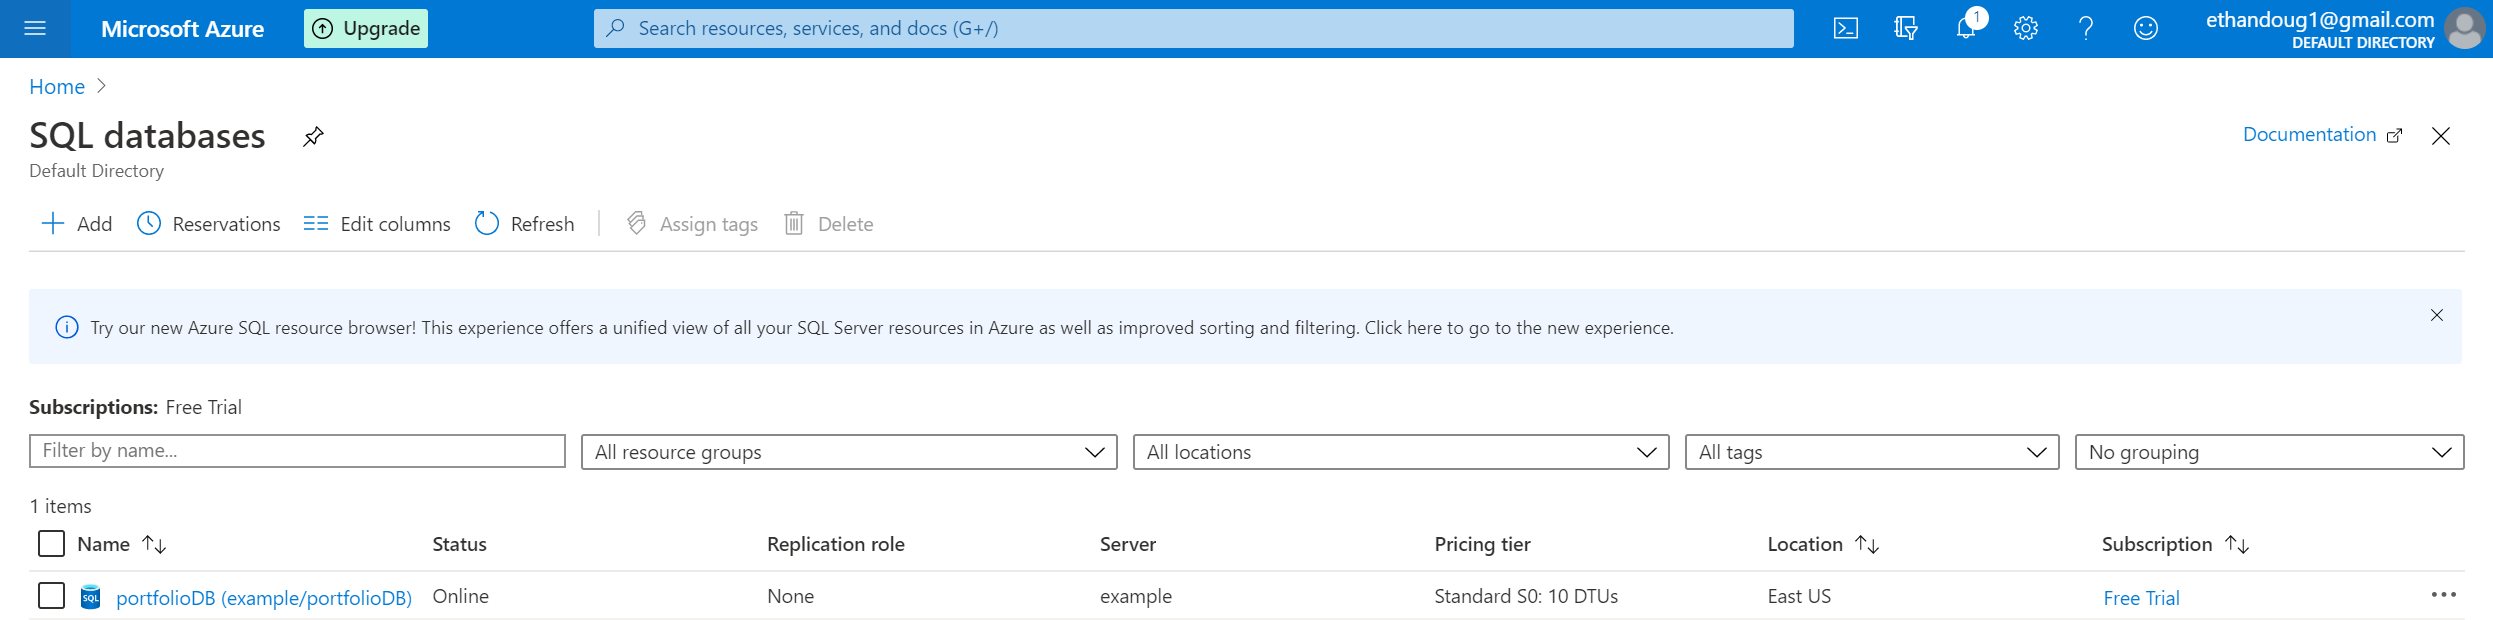 Microsoft Azure
Upgrade
Search resources, services, and docs (G+/)
1
ethandoug1@gmail.com
DEFAULT DIRECTORY
Home
SQL databases
Documentation
Default Directory
Add
Reservations
Edit columns
Refresh
Assign tags
Delete
Try our new Azure SQL resource browser! This experience offers a unified view of all your SQL Server resources in Azure as well as improved sorting and filtering. Click here to go to the new experience.
Subscriptions: Free Trial
Filter by name...
All resource groups
All locations
All tags
No grouping
1 items
Name Status Replication role Server Pricing tier Location Subscription
SQL portfolioDB (example/portfolioDB) Online None example Standard S0: 10 DTUs East US Free Trial